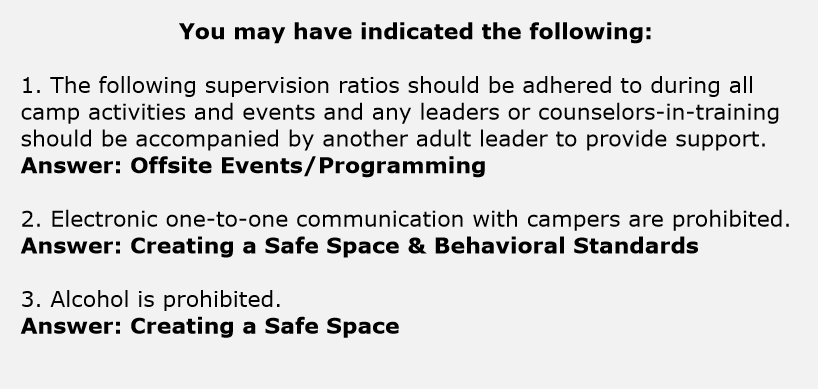 You may have indicated the following:
1. The following supervision ratios should be adhered to during all
camp activities and events and any leaders or counselors-in-training
should be accompanied by another adult leader to provide support.
Answer: Offsite Events/Programming
2. Electronic one-to-one communication with campers are prohibited.
Answer: Creating a Safe Space & Behavioral Standards
3. Alcohol is prohibited.
Answer: Creating a Safe Space